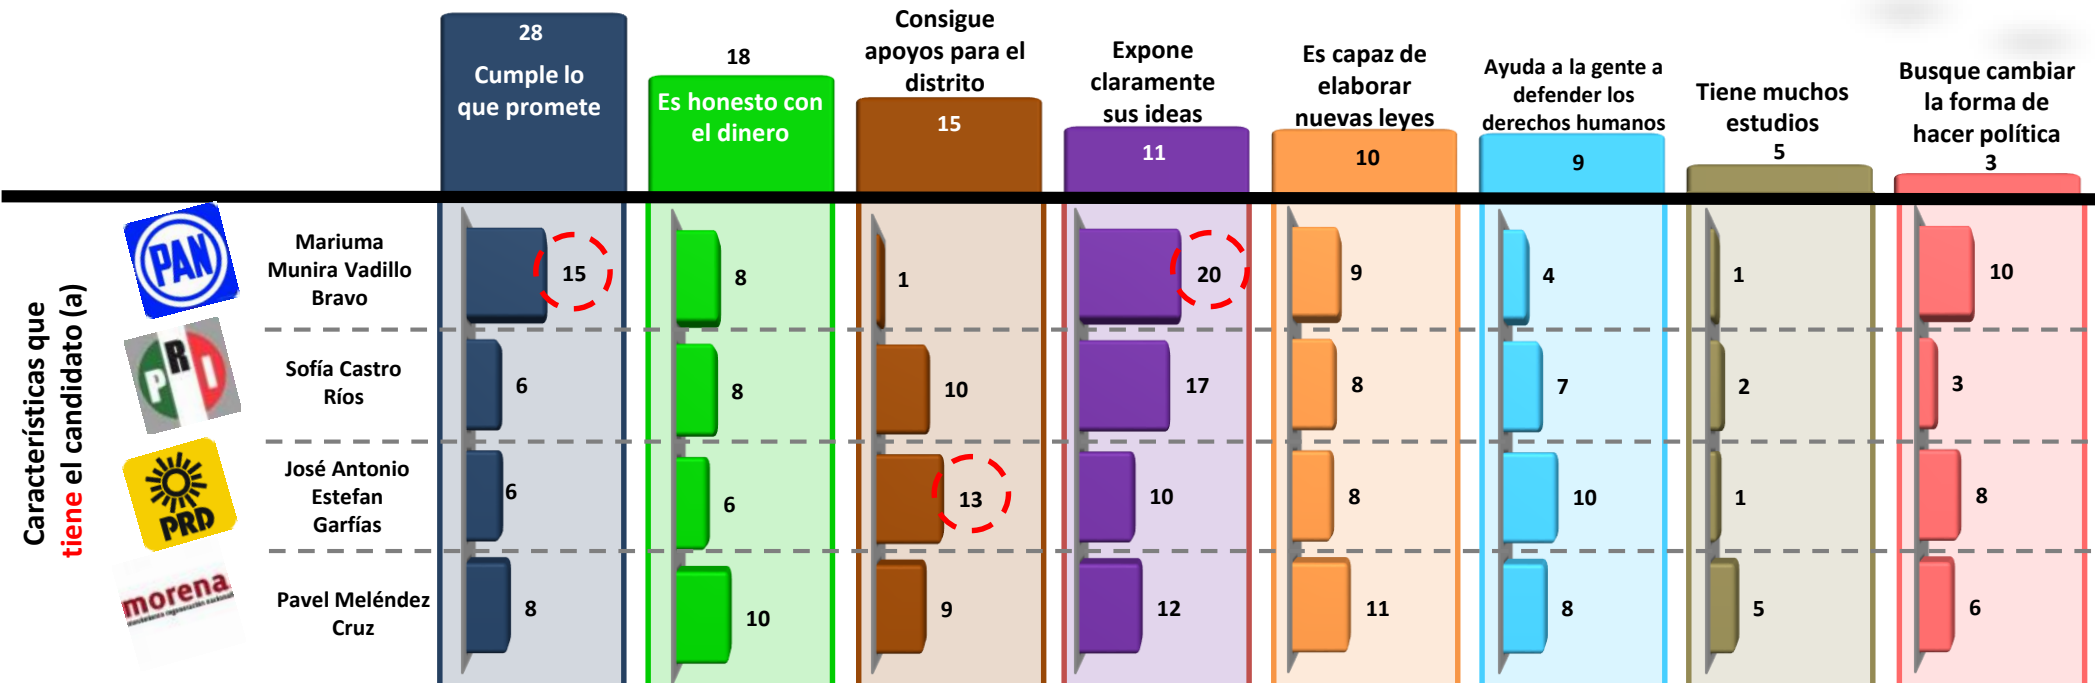 28
Cumple lo
que promete
18
Es honesto con
el dinero
Consigue
apoyos para el
distrito
15
Expone
claramente
sus ideas
11
Es capaz de
elaborar
nuevas leyes
10
Ayuda a la gente a
defender los
derechos humanos
9
Tiene muchos
estudios
5
Busque cambiar
la forma de
hacer política
3
Características que
tiene el candidato (a)
PAN
Mariuma
Munira Vadillo
Bravo
15
8
1
20
9
4
1
10
PRI
Sofía Castro
Ríos
6
8
10
17
8
7
2
3
PRD
José Antonio
Estefan
Garfías
6
6
13
10
8
10
1
8
morena
Pavel Meléndez
Cruz
8
10
9
12
11
8
5
6